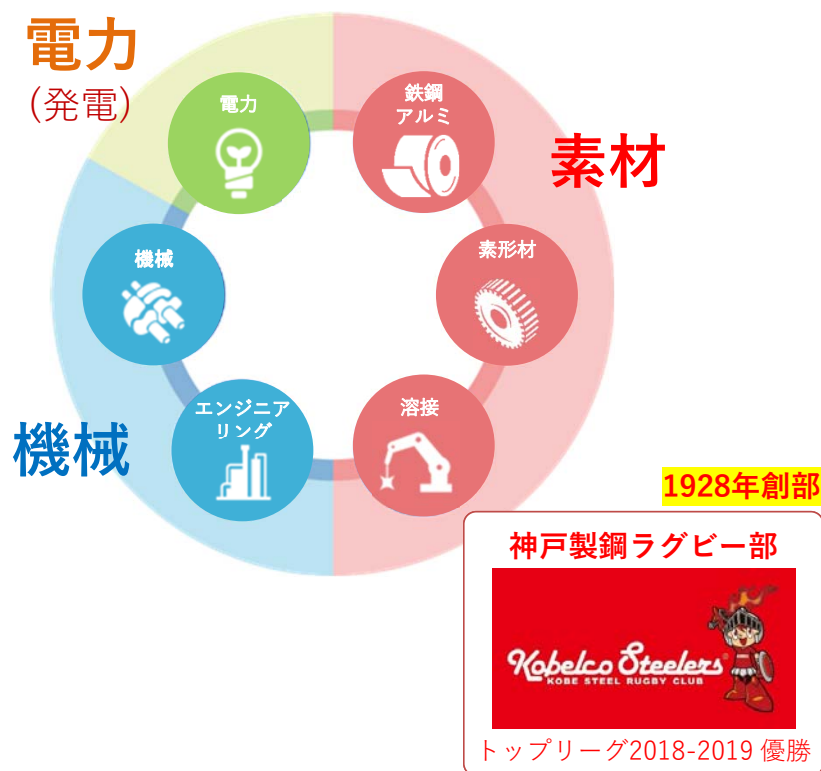 電力
(発電)
電力
鉄鋼
アルミ
素材
機械
素形材
機械
エンジニア
リング
溶接
1928年創部
神戸製鋼ラグビー部
Kobelco Steelers
KOBE STEEL RUGBY CLUB
トップリーグ2018-2019 優勝